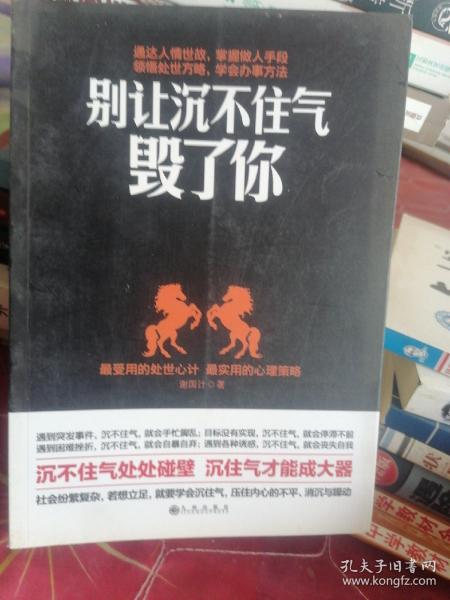 通达人情世故，掌握做人手段
领悟处世方略，学会办事方法
别让沉不住气
毁了你
最受用的处世心计 最实用的心理策略
谢国计 著
遇到突发事件，沉不住气，就会手忙脚乱；目标没有实现，沉不住气，就会停滞不前
遇到困难挫折，沉不住气，就会自暴自弃；遇到各种诱惑，沉不住气，就会丧失自我
沉不住气处处碰壁 沉住气才能成大器
社会纷繁复杂，若想立足，就要学会沉住气，压住内心的不平、消沉与躁动
九州出版社
孔夫子旧书网
www.kongfz.com